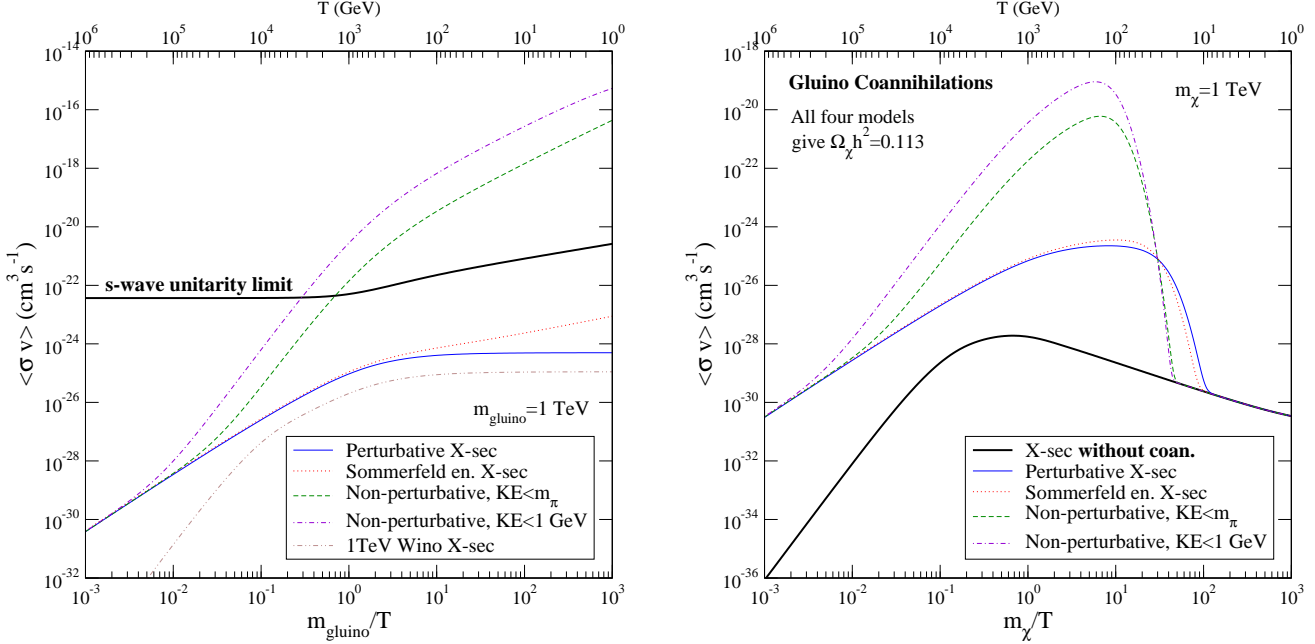 T (GeV)
10^6 10^5 10^4 10^3 10^2 10^1 10^0
10^-14
10^-16
10^-18
10^-20
10^-22
10^-24
10^-26
10^-28
10^-30
10^-32
<σ v> (cm^3 s^-1)
s-wave unitarity limit
m_gluino=1 TeV
Perturbative X-sec
Sommerfeld en. X-sec
Non-perturbative, KE<m_π
Non-perturbative, KE<1 GeV
1TeV Wino X-sec
10^-3 10^-2 10^-1 10^0 10^1 10^2 10^3
m_gluino/T
T (GeV)
10^6 10^5 10^4 10^3 10^2 10^1 10^0
10^-18
10^-20
10^-22
10^-24
10^-26
10^-28
10^-30
10^-32
10^-34
10^-36
<σ v> (cm^3 s^-1)
Gluino Coannihilations
m_χ=1 TeV
All four models
give Ω_χh^2=0.113
X-sec without coan.
Perturbative X-sec
Sommerfeld en. X-sec
Non-perturbative, KE<m_π
Non-perturbative, KE<1 GeV
10^-3 10^-2 10^-1 10^0 10^1 10^2 10^3
m_χ/T